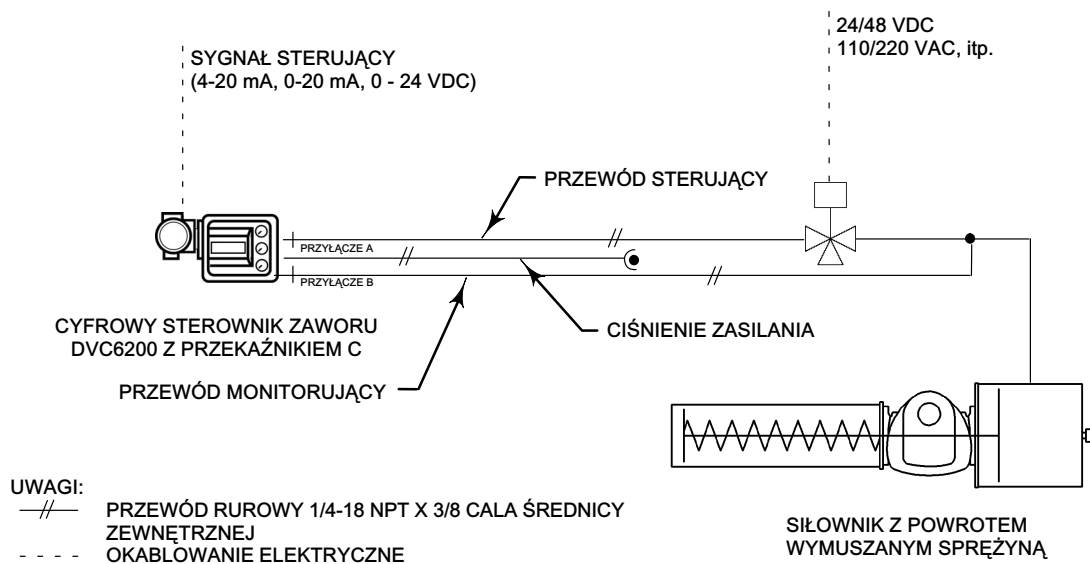 24/48 VDC
110/220 VAC, itp.
SYGNAŁ STERUJĄCY
(4-20 mA, 0-20 mA, 0 - 24 VDC)
PRZEWÓD STERUJĄCY
PRZYŁĄCZE A
PRZYŁĄCZE B
CYFROWY STEROWNIK ZAWORU
DVC6200 Z PRZEKAŹNIKIEM C
CIŚNIENIE ZASILANIA
PRZEWÓD MONITORUJĄCY
UWAGI:
PRZEWÓD RUROWY 1/4-18 NPT X 3/8 CALA ŚREDNICY
ZEWNĘTRZNEJ
OKABLOWANIE ELEKTRYCZNE
SIŁOWNIK Z POWROTEM
WYMUSZANYM SPRĘŻYNĄ